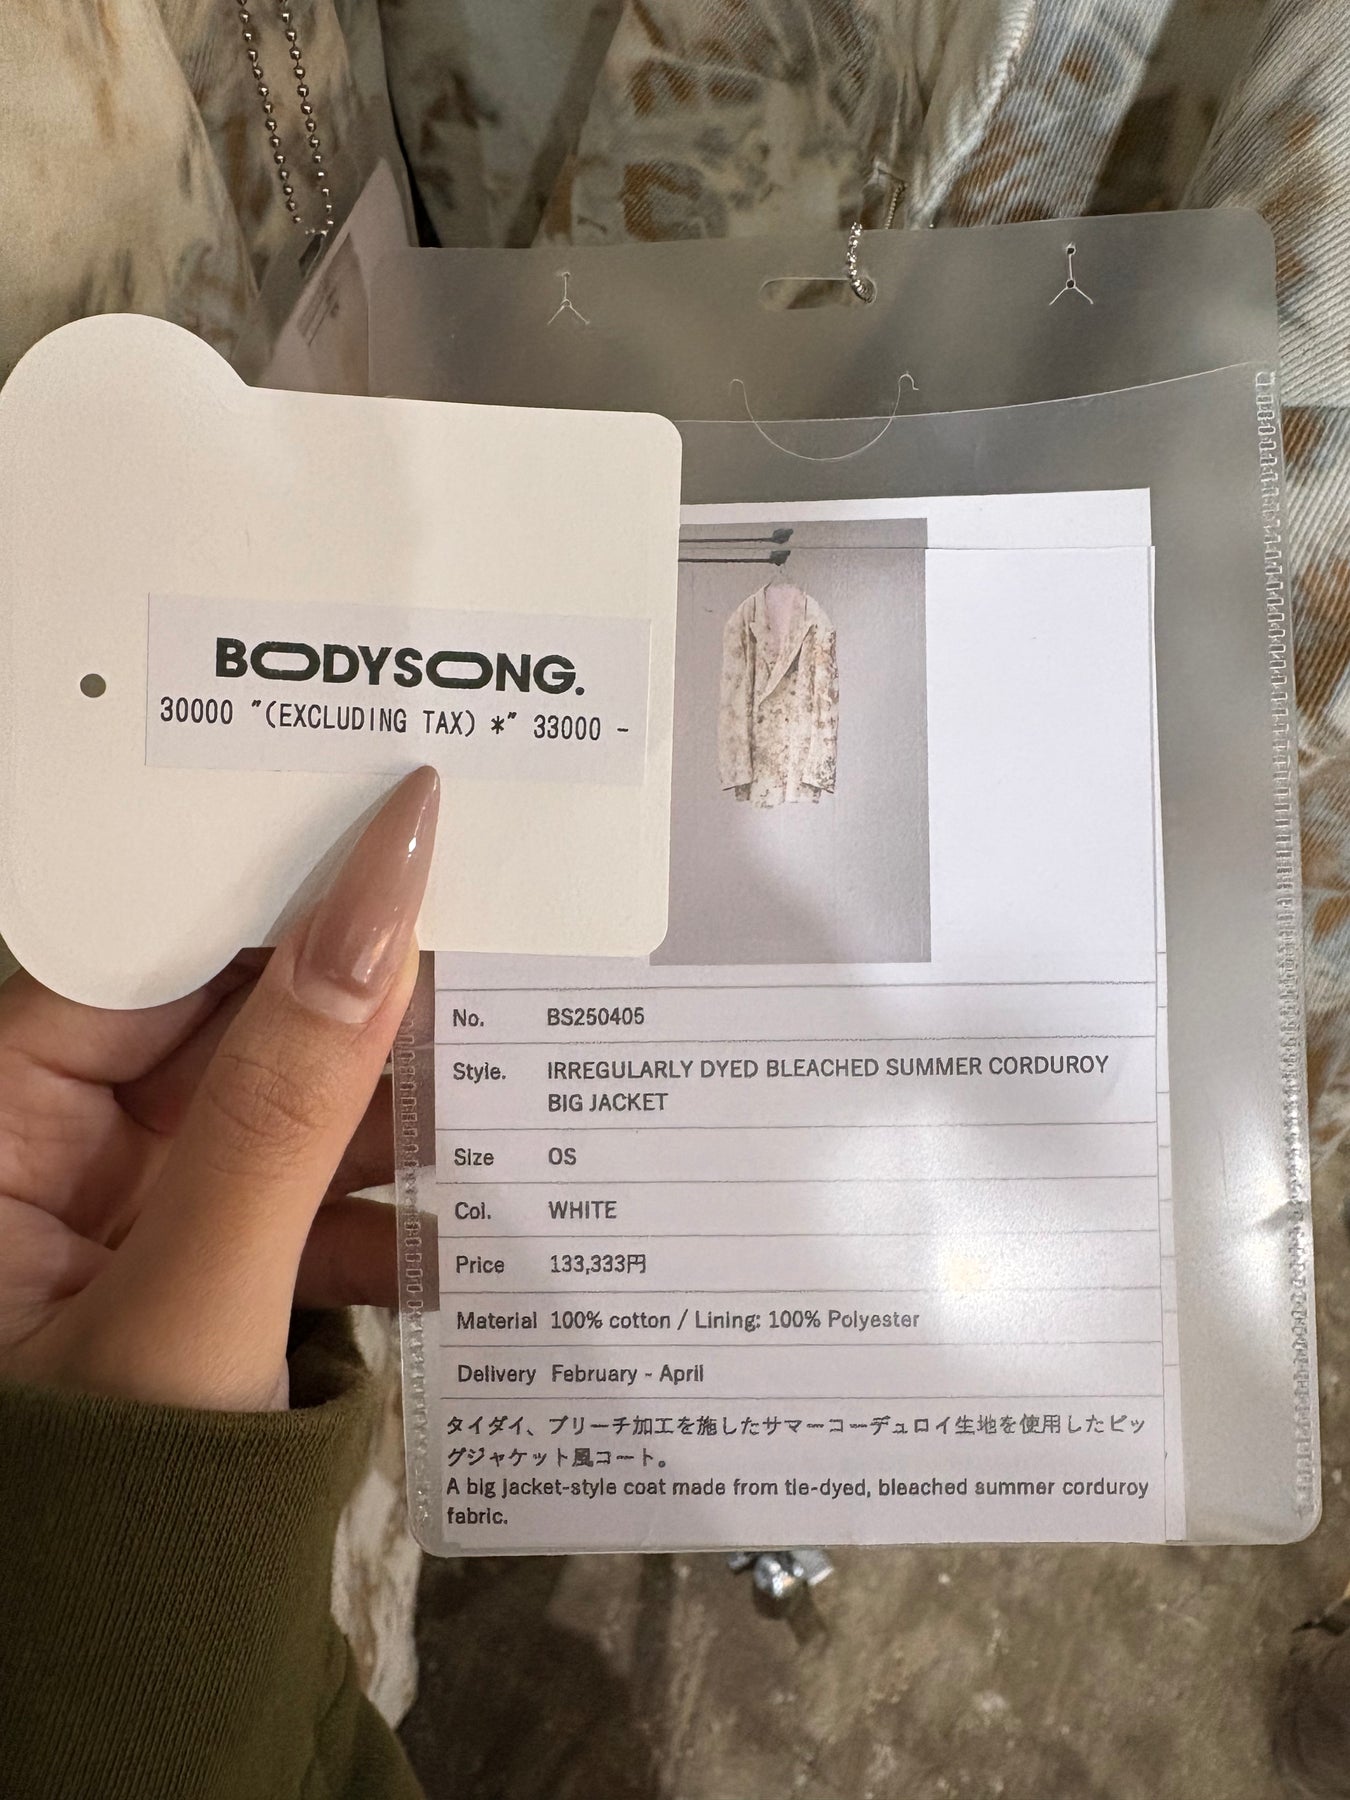 BODYSONG.
30000 "(EXCLUDING TAX) *" 33000 -
No. BS250405
Style. IRREGULARLY DYED BLEACHED SUMMER CORDUROY
BIG JACKET
Size OS
Col. WHITE
Price 133,333円
Material 100% cotton / Lining: 100% Polyester
Delivery February - April
タイダイ、ブリーチ加工を施したサマーコーデュロイ生地を使用したビッ
グジャケット風コート。
A big jacket-style coat made from tie-dyed, bleached summer corduroy
fabric.